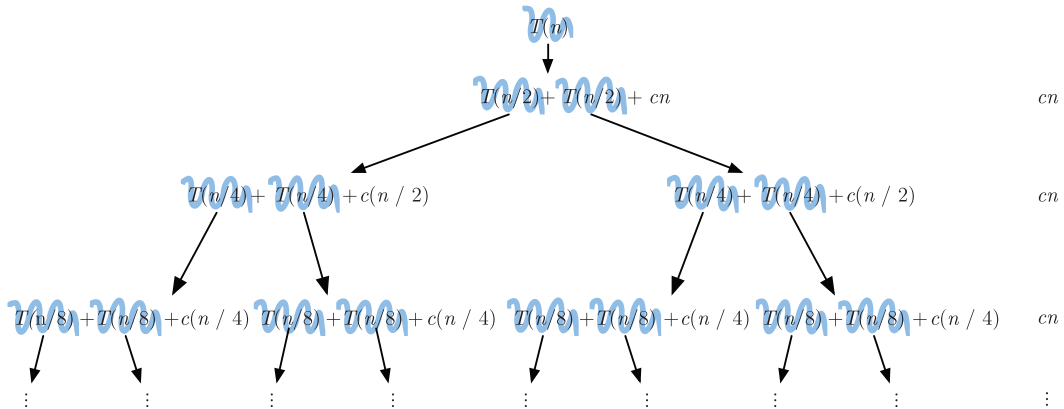 T(n)
T(n/2)+ T(n/2) + cn cn
T(n/4)+ T(n/4) +c(n / 2) T(n/4)+ T(n/4) +c(n / 2) cn
T(n/8) +T(n/8) +c(n / 4) T(n/8) +T(n/8) +c(n / 4) T(n/8) +T(n/8) +c(n / 4) T(n/8) +T(n/8) +c(n / 4) cn
⋮ ⋮ ⋮ ⋮ ⋮ ⋮ ⋮ ⋮ ⋮